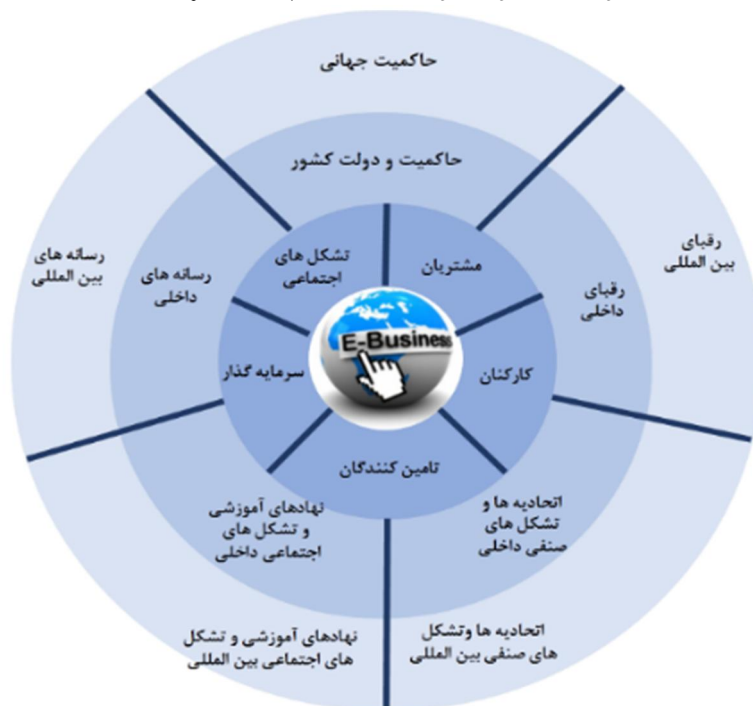 حاکمیت جهانی
حاکمیت و دولت کشور
رقبای
بین المللی
رقبای
داخلی
مشتریان
تشکل های
اجتماعی
رسانه های
داخلی
رسانه های
بین المللی
E-Business
کارکنان
سرمایه گذار
تامین کنندگان
اتحادیه ها و
تشکل های
صنفی داخلی
نهادهای آموزشی
و تشکل های
اجتماعی داخلی
اتحادیه ها وتشکل
های صنفی بین المللی
نهادهای آموزشی و تشکل
های اجتماعی بین المللی